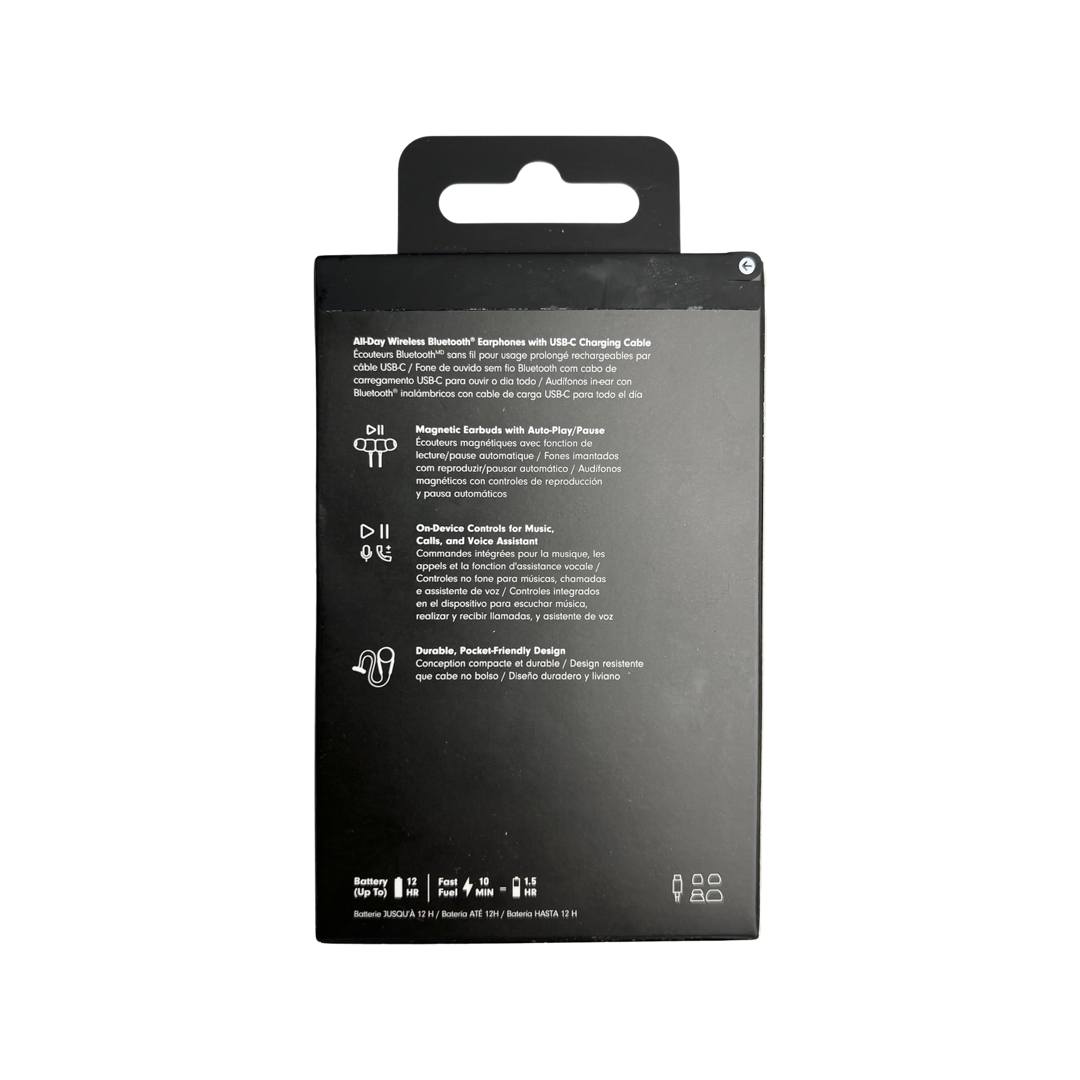 All-Day Wireless Bluetooth® Earphones with USB-C Charging Cable
Écouteurs Bluetooth^MD sans fil pour usage prolongé rechargeables par
câble USB-C / Fone de ouvido sem fio Bluetooth com cabo de
carregamento USB-C para ouvir o dia todo / Audífonos in-ear con
Bluetooth® inalámbricos con cable de carga USB-C para todo el día
Magnetic Earbuds with Auto-Play/Pause
Écouteurs magnétiques avec fonction de
lecture/pause automatique / Fones imantados
com reproduzir/pausar automático / Audífonos
magnéticos con controles de reproducción
y pausa automáticos
On-Device Controls for Music,
Calls, and Voice Assistant
Commandes intégrées pour la musique, les
appels et la fonction d'assistance vocale /
Controles no fone para músicas, chamadas
e assistente de voz / Controles integrados
en el dispositivo para escuchar música,
realizar y recibir llamadas, y asistente de voz
Durable, Pocket-Friendly Design
Conception compacte et durable / Design resistente
que cabe no bolso / Diseño duradero y liviano
Battery 12 Fast 10 1.5
(Up To) HR Fuel MIN = HR
Batterie JUSQU'À 12 H / Bateria ATÉ 12H / Batería HASTA 12 H